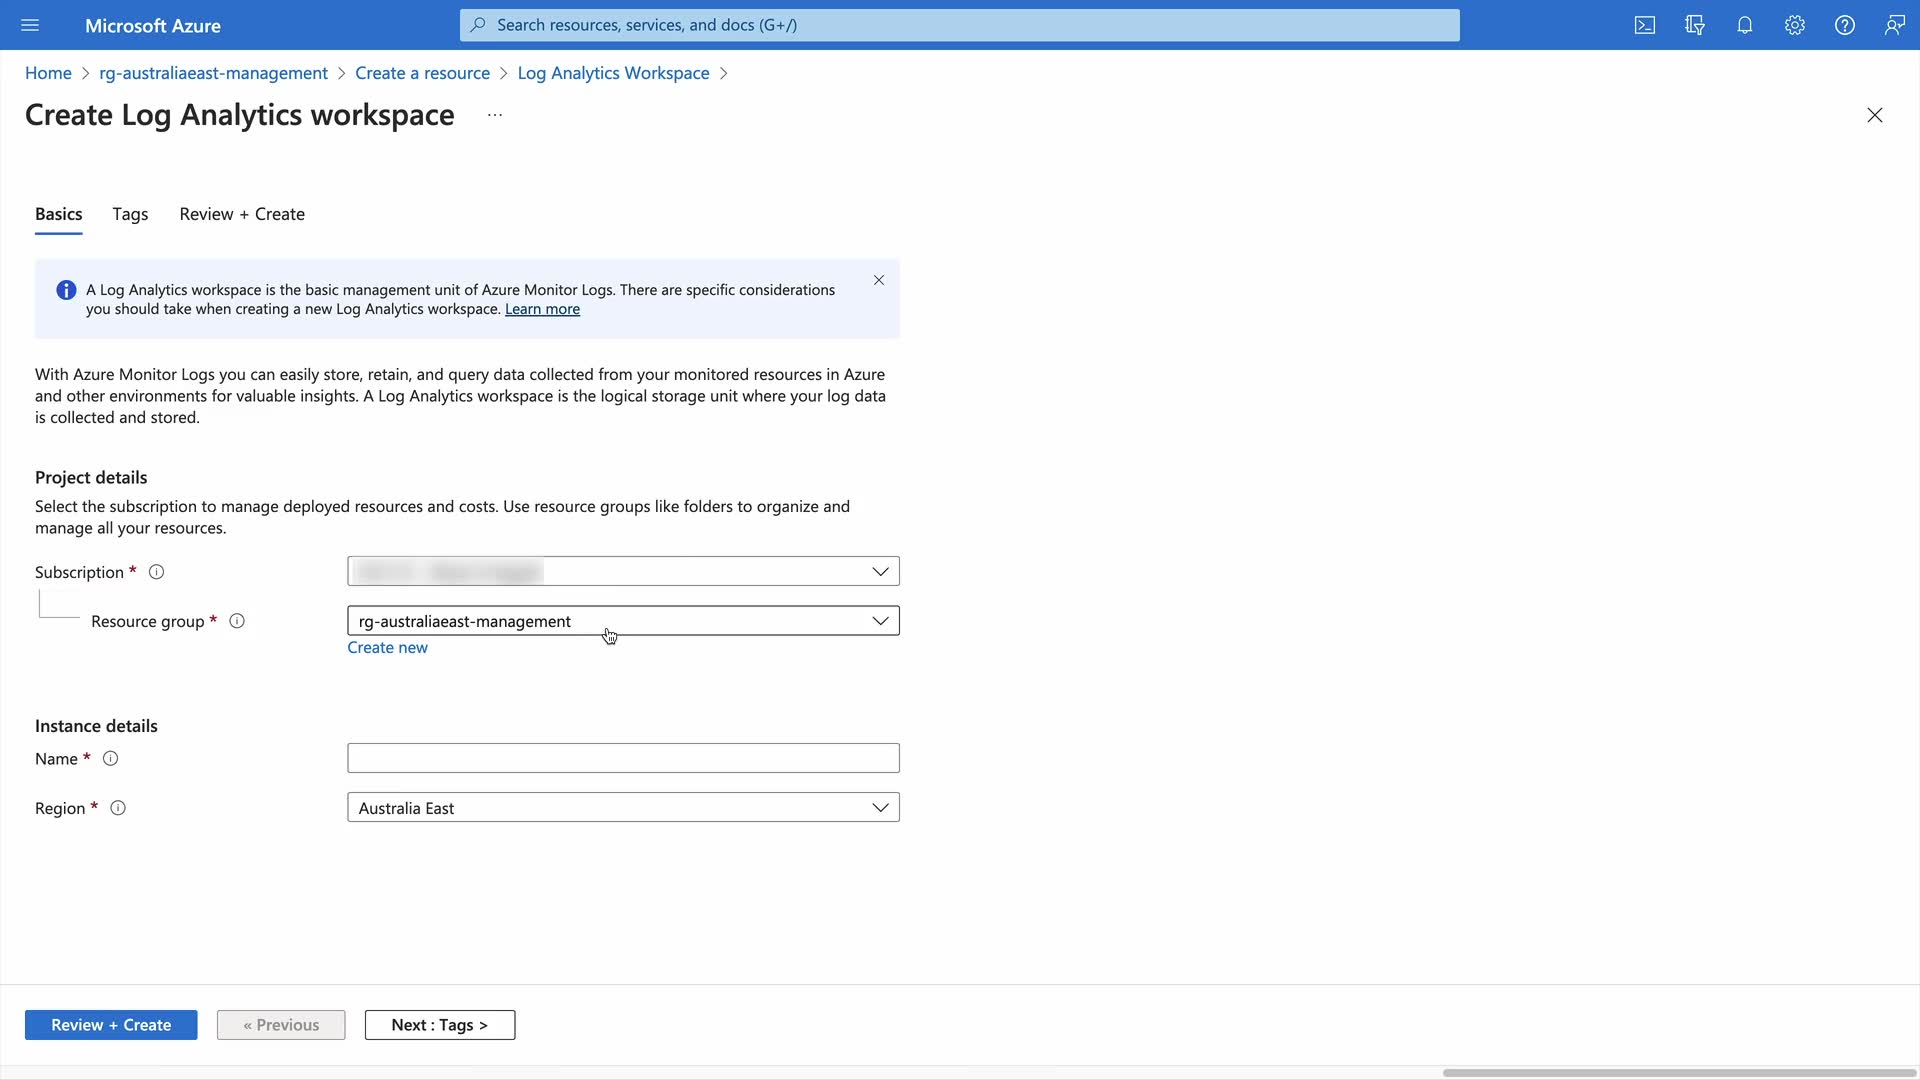 Microsoft Azure
Search resources, services, and docs (G+/)
Home > rg-australiaeast-management > Create a resource > Log Analytics Workspace >
Create Log Analytics workspace ...
Basics Tags Review + Create
A Log Analytics workspace is the basic management unit of Azure Monitor Logs. There are specific considerations
you should take when creating a new Log Analytics workspace. Learn more
With Azure Monitor Logs you can easily store, retain, and query data collected from your monitored resources in Azure
and other environments for valuable insights. A Log Analytics workspace is the logical storage unit where your log data
is collected and stored.
Project details
Select the subscription to manage deployed resources and costs. Use resource groups like folders to organize and
manage all your resources.
Subscription *
Resource group * rg-australiaeast-management
Create new
Instance details
Name *
Region * Australia East
Review + Create « Previous Next : Tags >